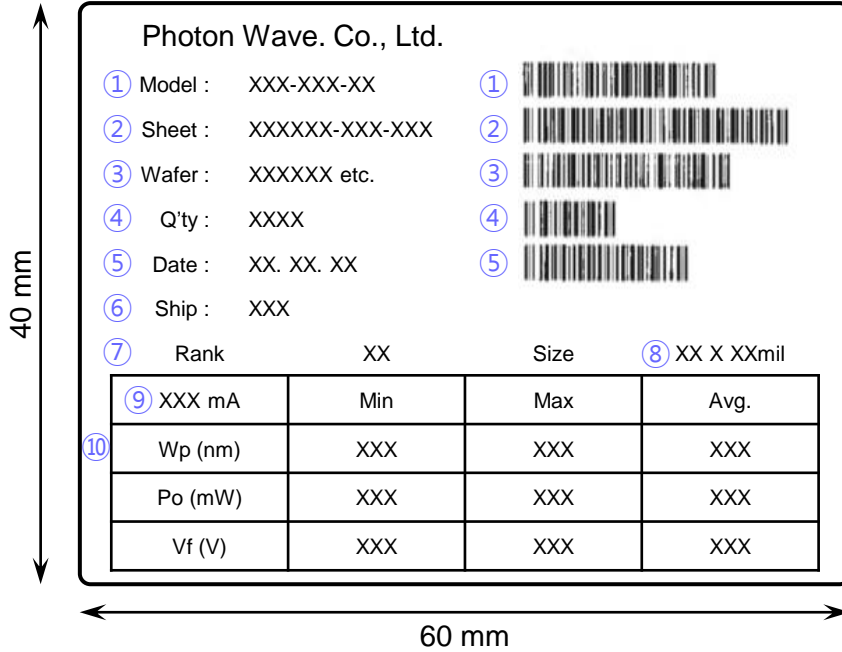 Photon Wave. Co., Ltd.
① Model : XXX-XXX-XX ①
② Sheet : XXXXXX-XXX-XXX ②
③ Wafer : XXXXXX etc. ③
④ Q'ty : XXXX ④
⑤ Date : XX. XX. XX ⑤
⑥ Ship : XXX
⑦ Rank XX Size ⑧ XX X XXmil
⑨ XXX mA Min Max Avg.
⑩ Wp (nm) XXX XXX XXX
Po (mW) XXX XXX XXX
Vf (V) XXX XXX XXX
40 mm
60 mm